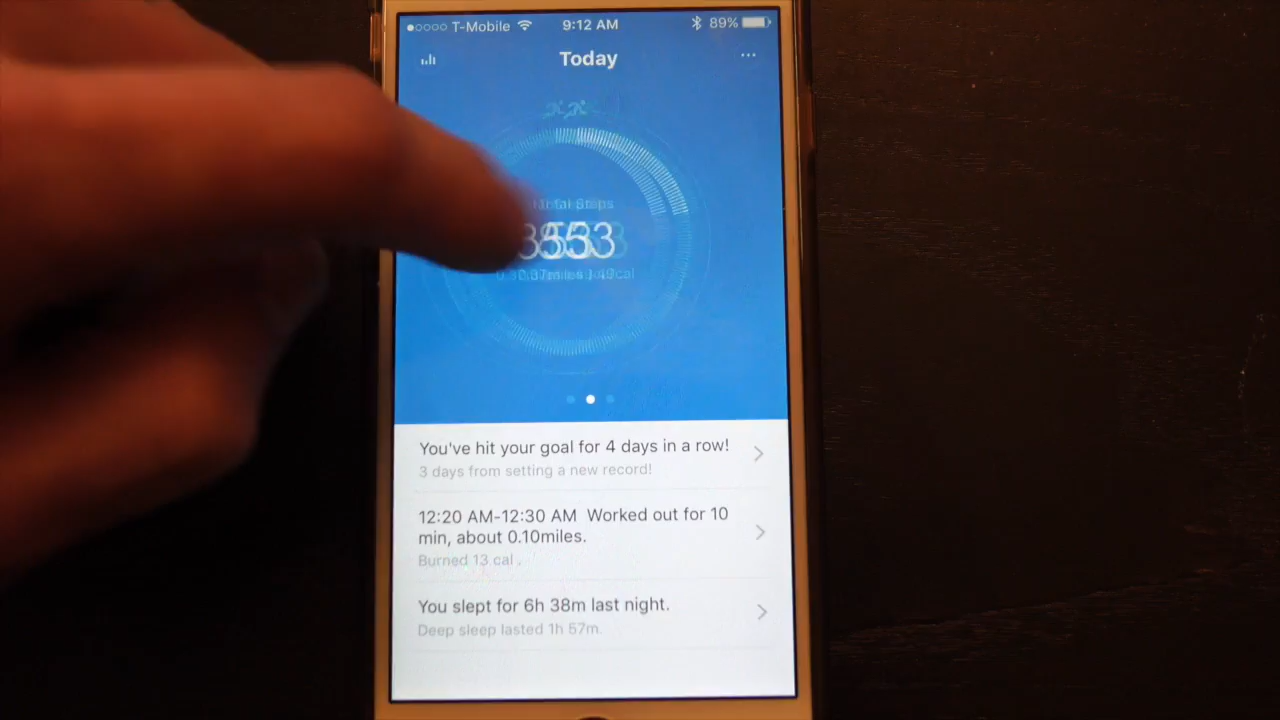 T-Mobile 9:12 AM 89%
Today
Steps
You've hit your goal for 4 days in a row!
3 days from setting a new record!
12:20 AM-12:30 AM Worked out for 10
min, about 0.10miles.
Burned 13 cal .
You slept for 6h 38m last night.
Deep sleep lasted 1h 57m.